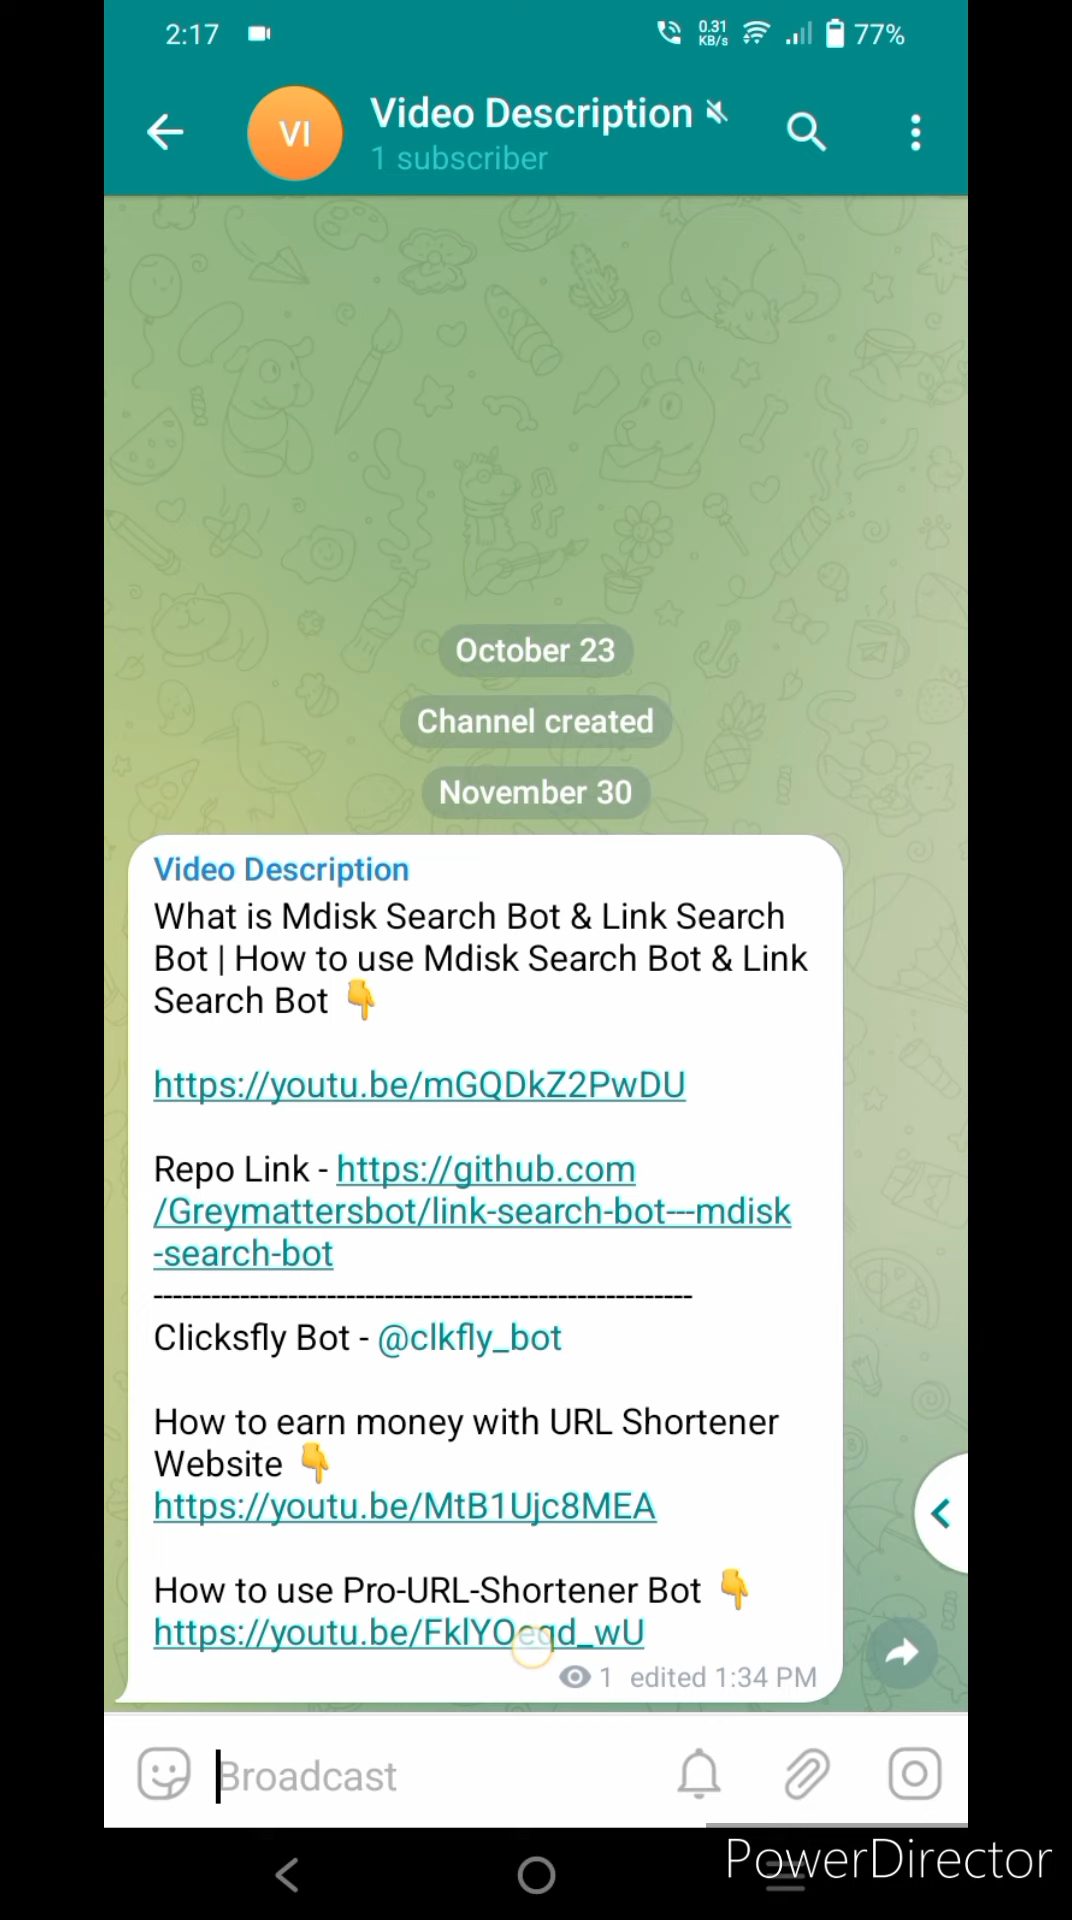 2:17
0.31
KB/s
77%
VI
Video Description
1 subscriber
October 23
Channel created
November 30
Video Description
What is Mdisk Search Bot & Link Search
Bot | How to use Mdisk Search Bot & Link
Search Bot 👇
https://youtu.be/mGQDkZ2PwDU
Repo Link - https://github.com
/Greymattersbot/link-search-bot---mdisk
-search-bot
--------------------------------------------------------
Clicksfly Bot - @clkfly_bot
How to earn money with URL Shortener
Website 👇
https://youtu.be/MtB1Ujc8MEA
How to use Pro-URL-Shortener Bot 👇
1 edited 1:34 PM
Broadcast
PowerDirector